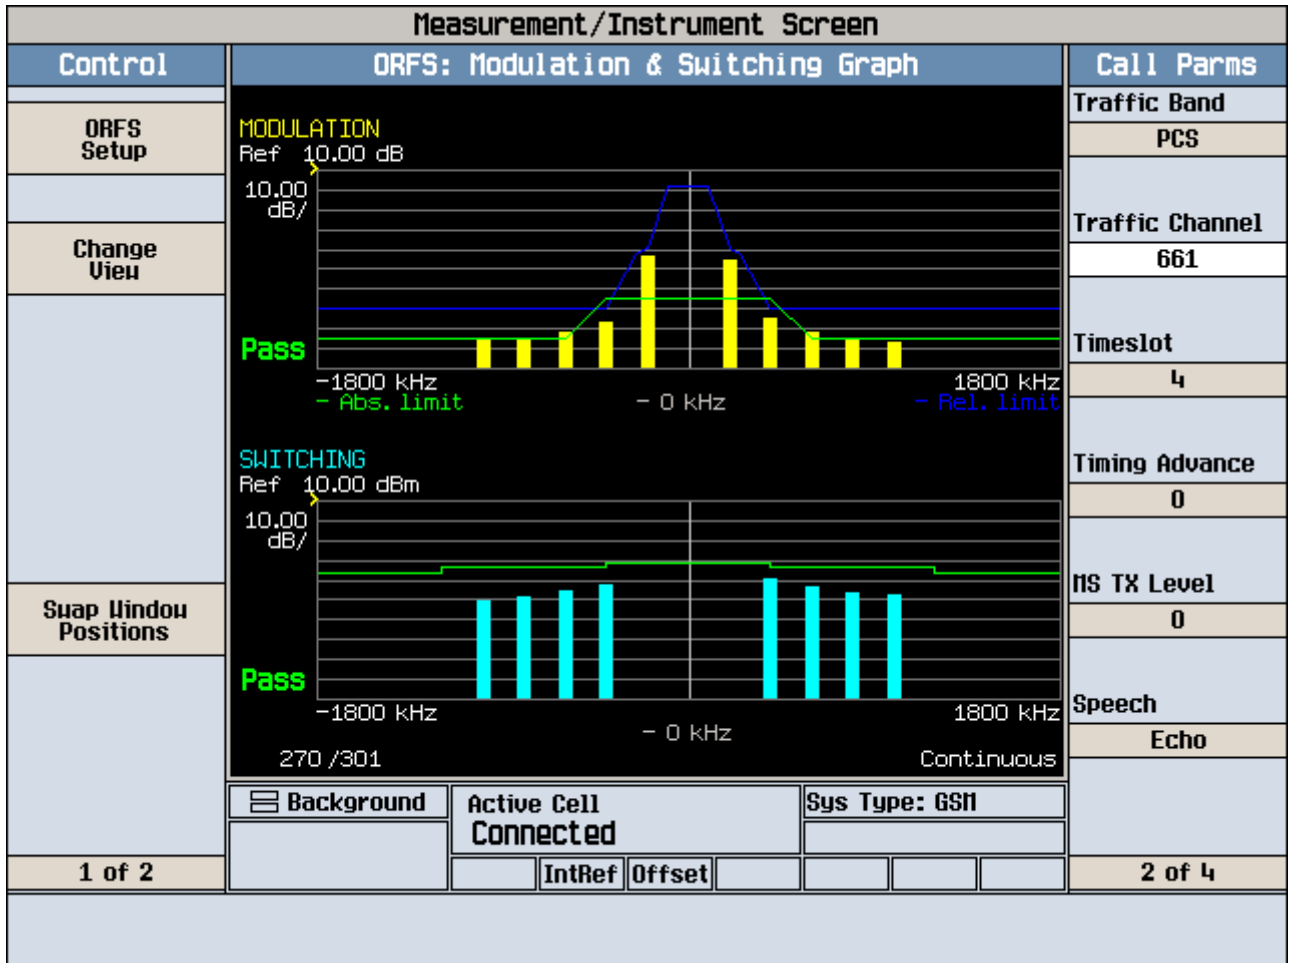 Measurement/Instrument Screen
Control
ORFS: Modulation & Switching Graph
Call Parms
ORFS
Setup
Change
View
Swap Window
Positions
1 of 2
MODULATION
Ref 10.00 dB
10.00
dB/
Pass
-1800 kHz
1800 kHz
- Abs. limit
- 0 kHz
- Rel. limit
SWITCHING
Ref 10.00 dBm
10.00
dB/
Pass
-1800 kHz
1800 kHz
- 0 kHz
270 /301
Continuous
Background
Active Cell
Connected
Sys Type: GSM
IntRef
Offset
Traffic Band
PCS
Traffic Channel
661
Timeslot
4
Timing Advance
0
MS TX Level
0
Speech
Echo
2 of 4